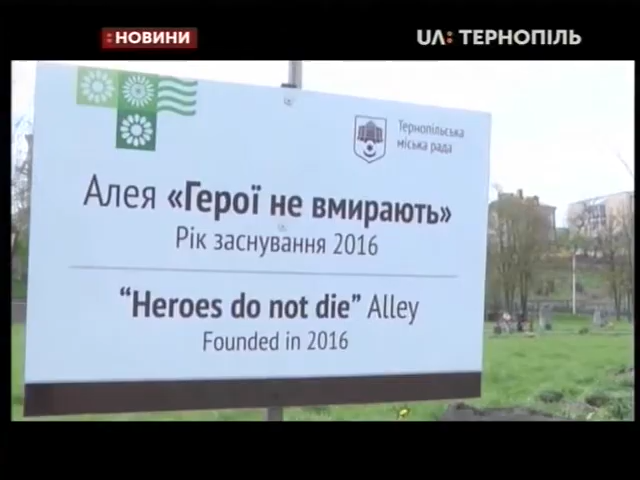 :НОВИНИ
UA: ТЕРНОПІЛЬ
Тернопільська
міська рада
Алея «Герої не вмирають»
Рік заснування 2016
“Heroes do not die” Alley
Founded in 2016